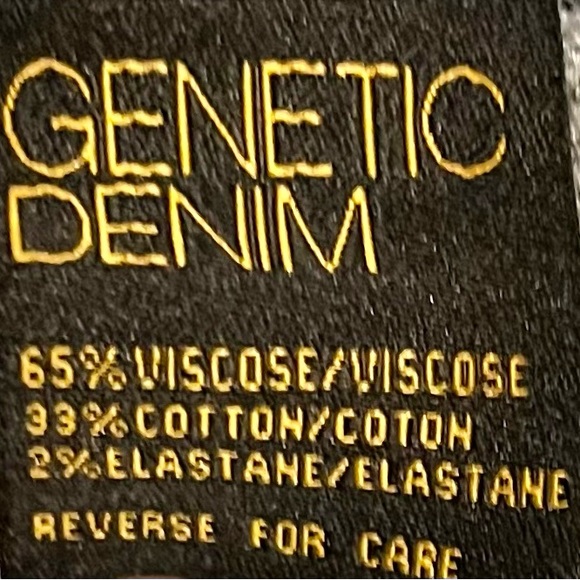 GENETIC
DENIM
65% VISCOSE/VISCOSE
33% COTTON/COTON
2% ELASTANE/ELASTANE
REVERSE FOR CARE